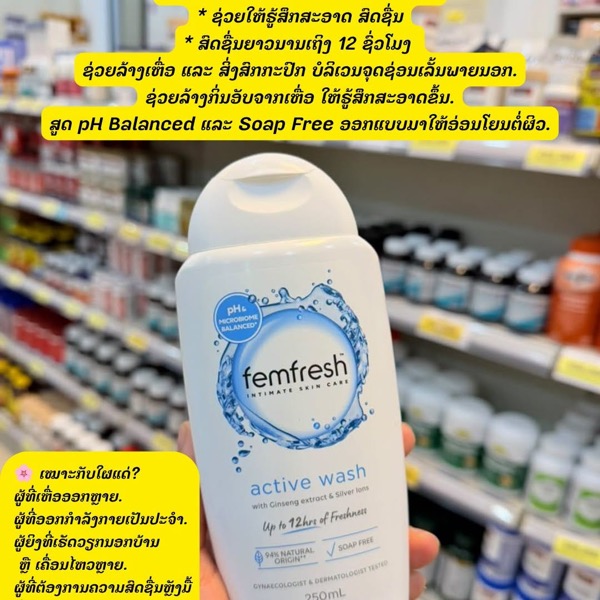 * ຊ່ວຍໃຫ້ຮູ້ສຶກສະອາດ ສົດຊື່ນ
* ສົດຊື່ນຍາວນານເຖິງ 12 ຊົ່ວໂມງ
ຊ່ວຍລ້າງເຫື່ອ ແລະ ສິ່ງສົກກະປົກ ບໍລິເວນຈຸດຊ່ອນເລັ້ນພາຍນອກ.
ຊ່ວຍລ້າງກິ່ນອັບຈາກເຫື່ອ ໃຫ້ຮູ້ສຶກສະອາດຂຶ້ນ.
ສູດ pH Balanced ແລະ Soap Free ອອກແບບມາໃຫ້ອ່ອນໂຍນຕໍ່ຜິວ.
pH &
MICROBIOME
BALANCED^
femfresh™
INTIMATE SKIN CARE
active wash
with Ginseng extract & Silver Ions
Up to 12hrs of Freshness
94% NATURAL
ORIGIN**
SOAP FREE
GYNAECOLOGIST & DERMATOLOGIST TESTED
250mL
🌸 ເໝາະກັບໃຜແດ່?
ຜູ້ທີ່ເຫື່ອອອກຫຼາຍ.
ຜູ້ທີ່ອອກກຳລັງກາຍເປັນປະຈຳ.
ຜູ້ຍິງທີ່ເຮັດວຽກນອກບ້ານ
ຫຼື ເຄື່ອນໄຫວຫຼາຍ.
ຜູ້ທີ່ຕ້ອງການຄວາມສົດຊື່ນຫຼັງມື້